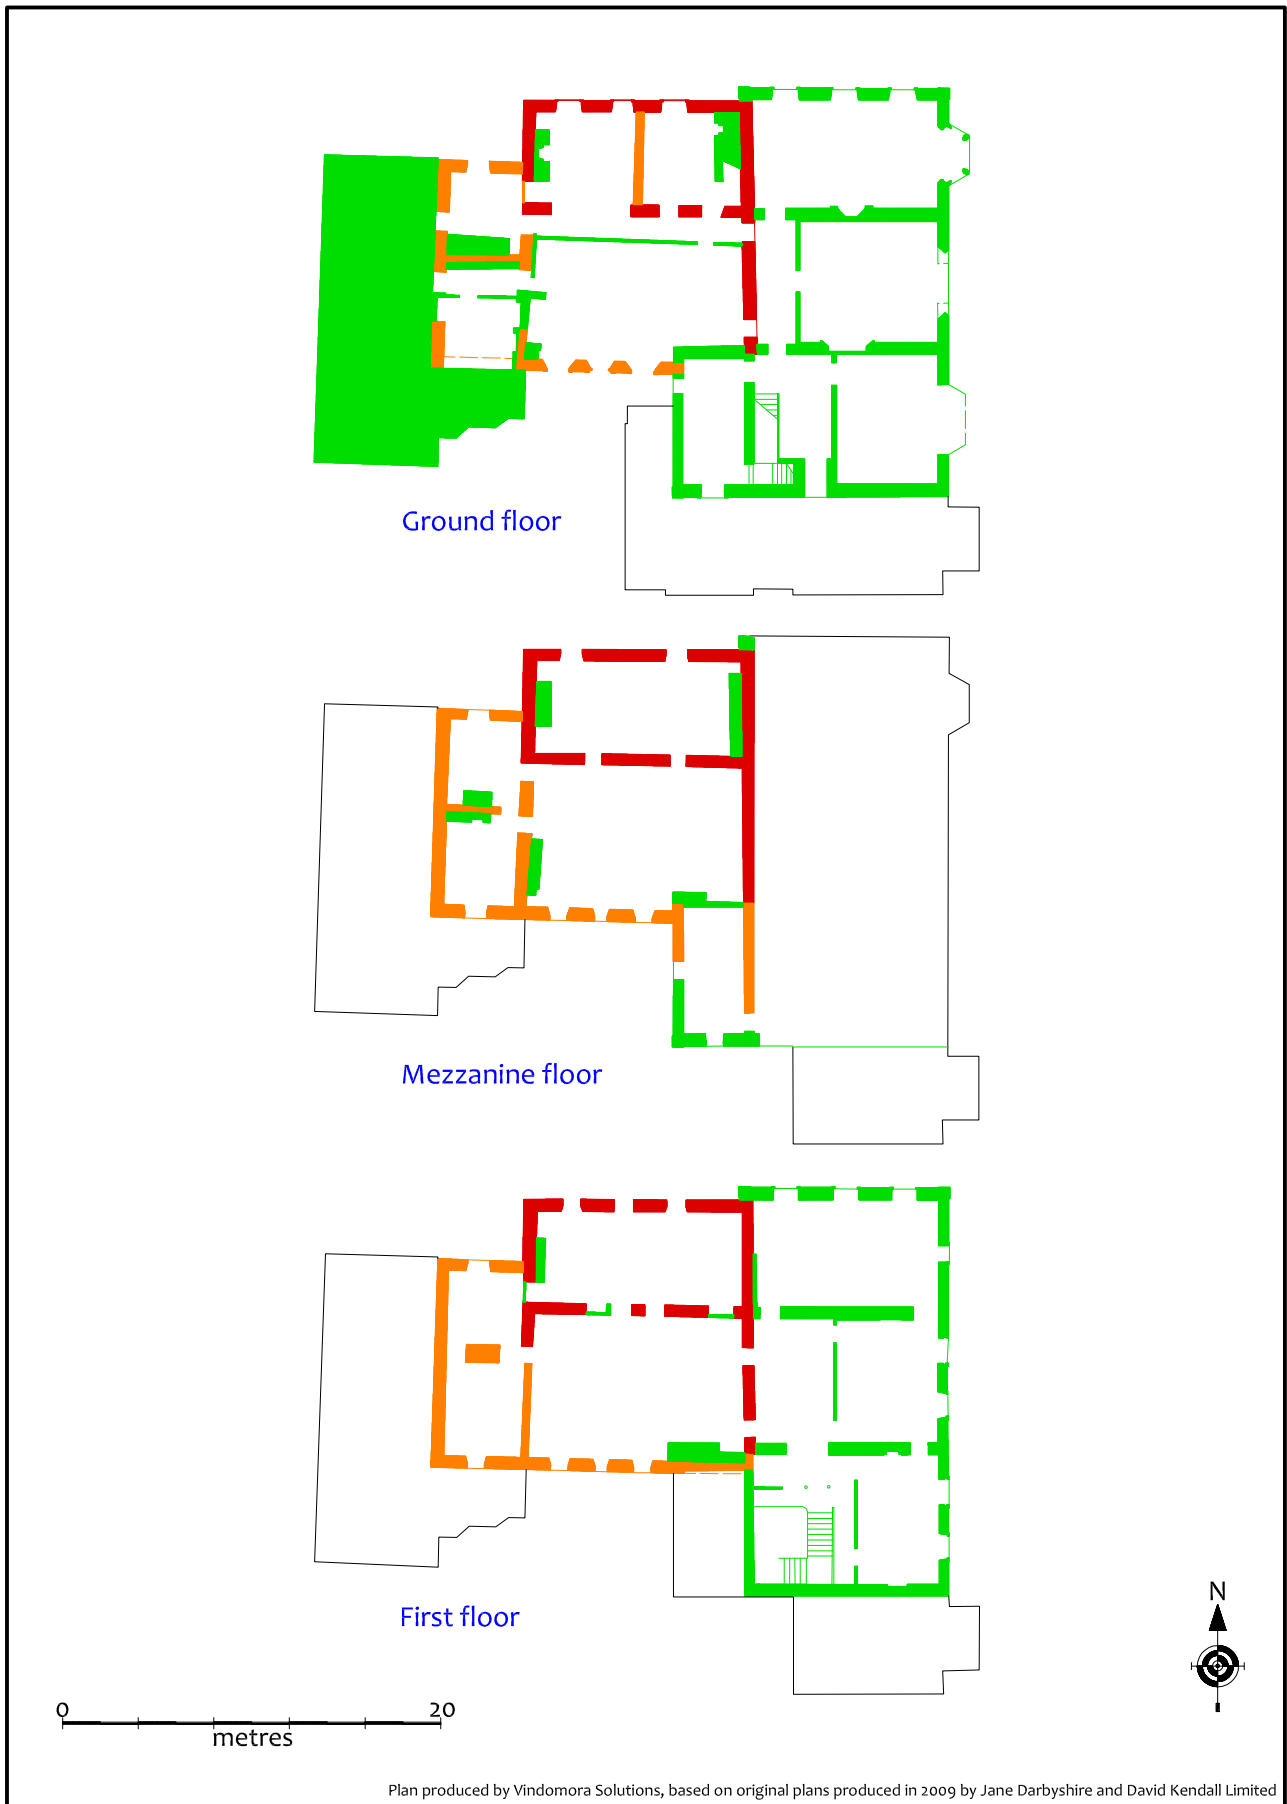 Ground floor
Mezzanine floor
First floor
N
0 20
metres
Plan produced by Vindomora Solutions, based on original plans produced in 2009 by Jane Darbyshire and David Kendall Limited